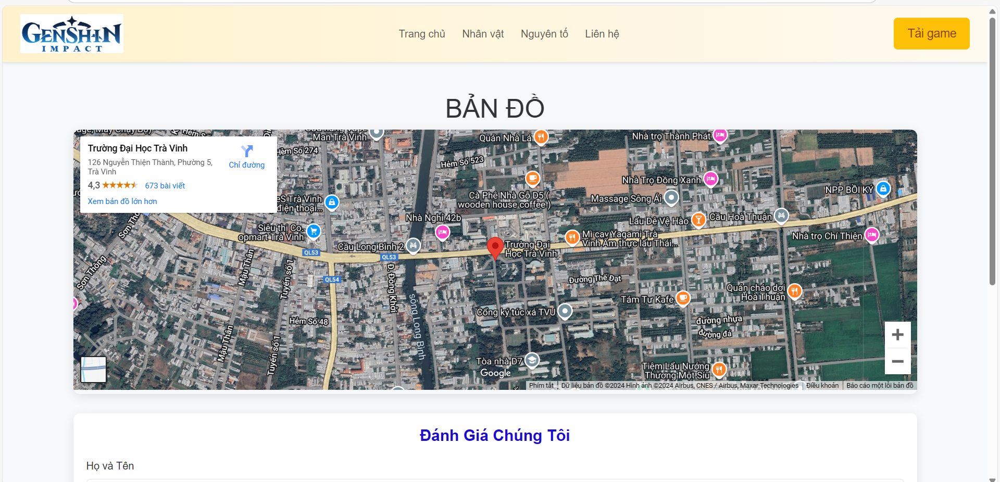 GENSHIN
IMPACT
Trang chủ
Nhân vật
Nguyên tố
Liên hệ
Tải game
BẢN ĐỒ
Trường Đại Học Trà Vinh
126 Nguyễn Thiện Thành, Phường 5,
Trà Vinh
Chỉ đường
4,3
673 bài viết
Xem bản đồ lớn hơn
Man Trà Vinh
Hẻm Số 274
Quán Nhà Lá
Nhà trọ Thành Phát
Hẻm Số 523
Nhà Trọ Đồng Xanh
NPP BỒI KÝ
Cà Phê Nhà Gỗ D5 (
wooden house coffee )
Massage Sông Ái
eS Trà Vinh
điện thoại...
Nhà Nghỉ 42b
Lẩu Dê Vệ Hào
Cầu Hoà Thuận
Siêu thị Co.
opmart Trà Vinh
Cầu Long Bình 2
Mì cay Yagami Trà
Vinh Ẩm thực lẩu Thái...
Nhà trọ Chí Thiện
Trường Đại
Học Trà Vinh
QL53
QL53
QL54
Sơn Thông
Mậu Thân
Tuyến số 1
Đ. Đồng Khởi
Đường Thế Đạt
Quán cháo dơi
Hoà Thuận
Tám Tư Kafe
sông Long Bình
Cổng ký túc xá TVU
Hẻm Số 48
đường nhựa
đường đá
Mậu Thân
Tuyến số 1
Tòa nhà D7
Tiệm Lẩu Nướng
Thương Một Síu
Google
Phím tắt
Dữ liệu bản đồ ©2024 Hình ảnh ©2024 Airbus, CNES / Airbus, Maxar Technologies
Điều khoản
Báo cáo một lỗi bản đồ
Đánh Giá Chúng Tôi
Họ và Tên